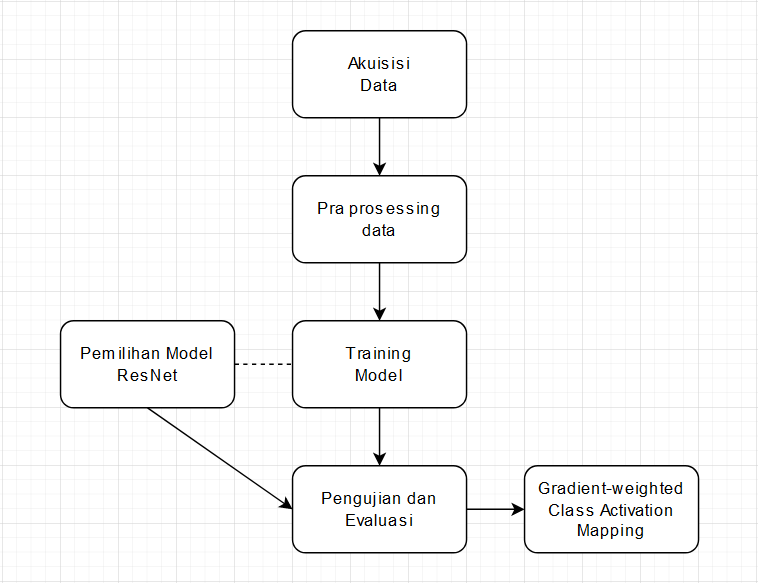 Akuisisi
Data
Pra prosessing
data
Pemilihan Model
ResNet
Training
Model
Pengujian dan
Evaluasi
Gradient-weighted
Class Activation
Mapping